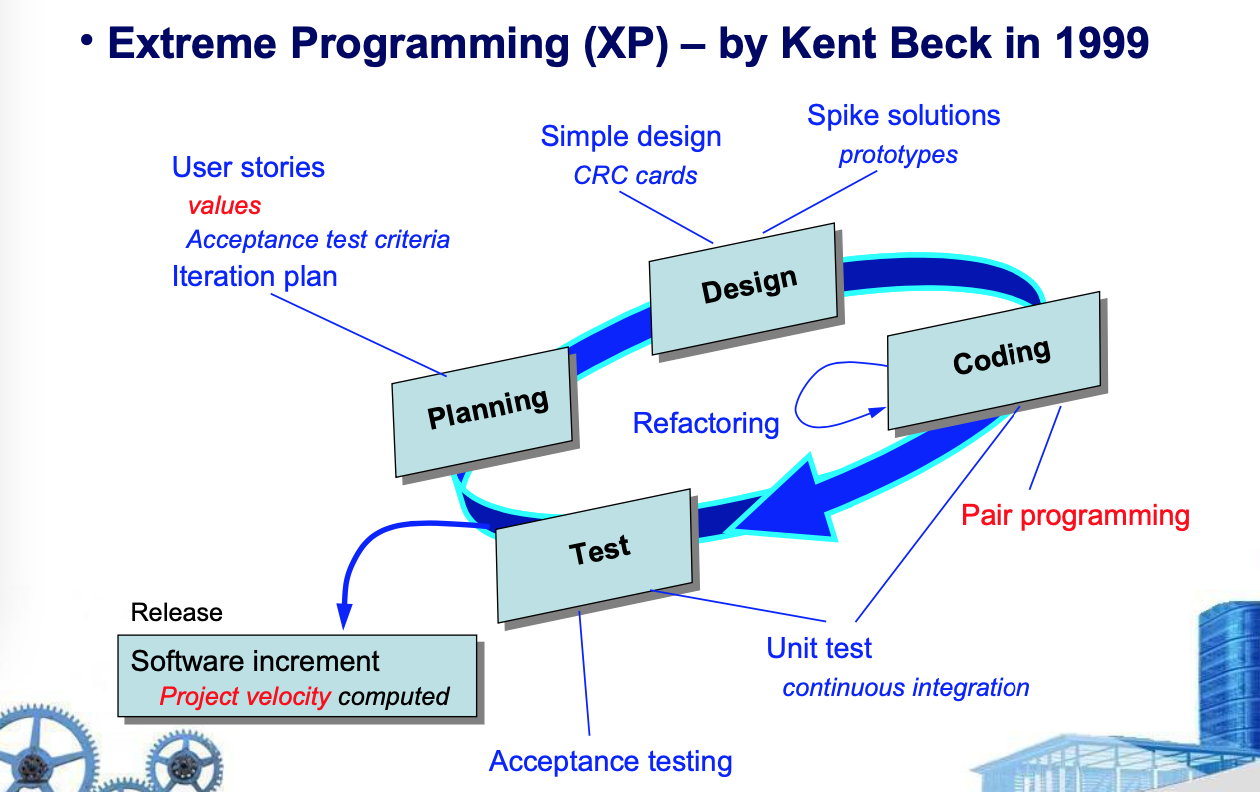 • Extreme Programming (XP) – by Kent Beck in 1999
Spike solutions
prototypes
Simple design
CRC cards
User stories
values
Acceptance test criteria
Iteration plan
Design
Coding
Planning
Refactoring
Pair programming
Test
Release
Software increment
Project velocity computed
Unit test
continuous integration
Acceptance testing